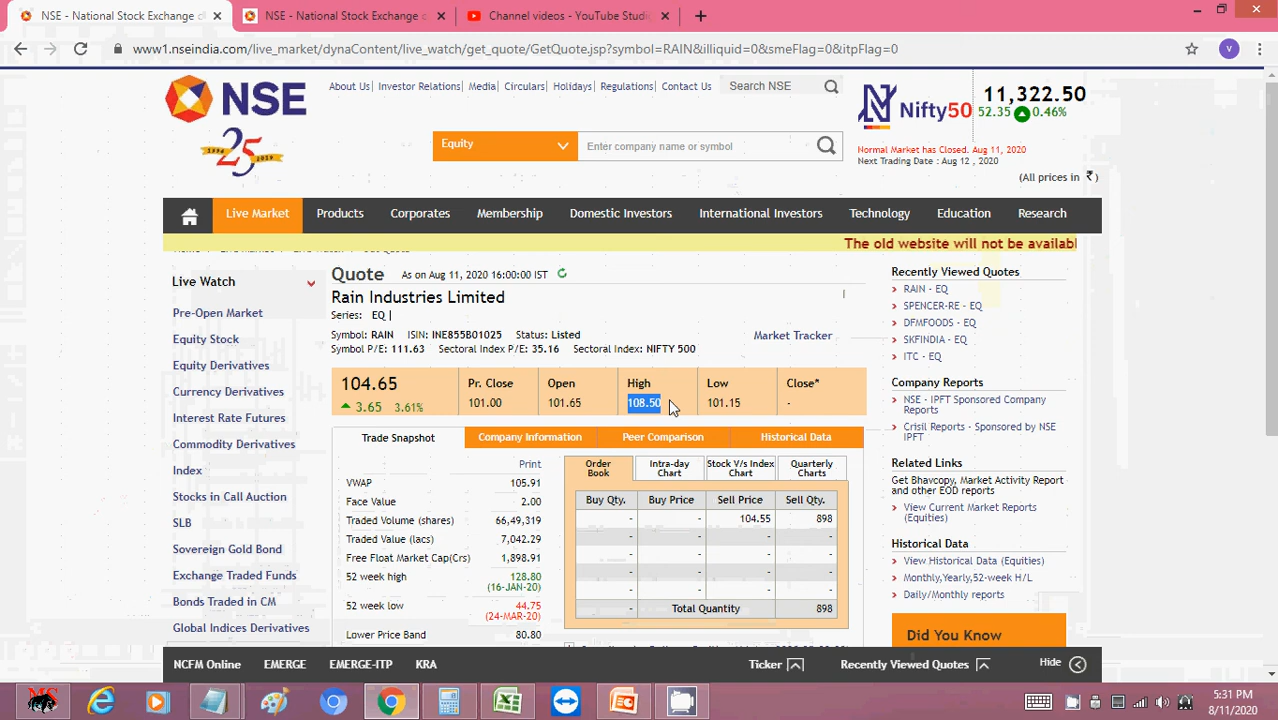 NSE - National Stock Exchange o
NSE - National Stock Exchange o
Channel videos - YouTube Studio
www1.nseindia.com/live_market/dynaContent/live_watch/get_quote/GetQuote.jsp?symbol=RAIN&illiquid=0&smeFlag=0&itpFlag=0
V
NSE
25
1994 2019
About Us| Investor Relations| Media| Circulars| Holidays| Regulations| Contact Us
Search NSE
Equity
Enter company name or symbol
Nifty50
11,322.50
52.35 0.46%
Normal Market has Closed. Aug 11, 2020
Next Trading Date : Aug 12 , 2020
(All prices in ₹ )
Live Market Products Corporates Membership Domestic Investors International Investors Technology Education Research
The old website will not be availabl
Live Watch
Pre-Open Market
Equity Stock
Equity Derivatives
Currency Derivatives
Interest Rate Futures
Commodity Derivatives
Index
Stocks in Call Auction
SLB
Sovereign Gold Bond
Exchange Traded Funds
Bonds Traded in CM
Global Indices Derivatives
Quote As on Aug 11, 2020 16:00:00 IST
Rain Industries Limited
Series: EQ |
Symbol: RAIN ISIN: INE855B01025 Status: Listed
Market Tracker
Symbol P/E: 111.63 Sectoral Index P/E: 35.16 Sectoral Index: NIFTY 500
104.65 Pr. Close Open High Low Close*
3.65 3.61% 101.00 101.65 108.50 101.15 -
Trade Snapshot Company Information Peer Comparison Historical Data
Print
VWAP 105.91
Face Value 2.00
Traded Volume (shares) 66,49,319
Traded Value (lacs) 7,042.29
Free Float Market Cap(Crs) 1,898.91
52 week high 128.80
(16-JAN-20)
52 week low 44.75
(24-MAR-20)
Lower Price Band 80.80
Order Book
Intra-day Chart
Stock V/s Index Chart
Quarterly Charts
Buy Qty. Buy Price Sell Price Sell Qty.
- - 104.55 898
- - - -
- - - -
- - - -
- - - -
- Total Quantity 898
Recently Viewed Quotes
RAIN - EQ
SPENCER-RE - EQ
DFMFOODS - EQ
SKFINDIA - EQ
ITC - EQ
Company Reports
NSE - IPFT Sponsored Company
Reports
Crisil Reports - Sponsored by NSE
IPFT
Related Links
Get Bhavcopy, Market Activity Report
and other EOD reports
View Current Market Reports
(Equities)
Historical Data
View Historical Data (Equities)
Monthly,Yearly,52-week H/L
Daily/Monthly reports
Did You Know
NCFM Online EMERGE EMERGE-ITP KRA Ticker Recently Viewed Quotes Hide
5:31 PM
8/11/2020